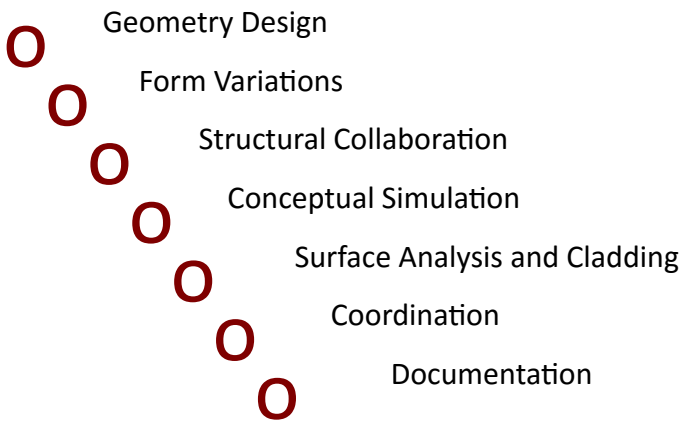 Geometry Design
O
Form Variations
O
Structural Collaboration
O
Conceptual Simulation
O
Surface Analysis and Cladding
O
Coordination
O
Documentation
O